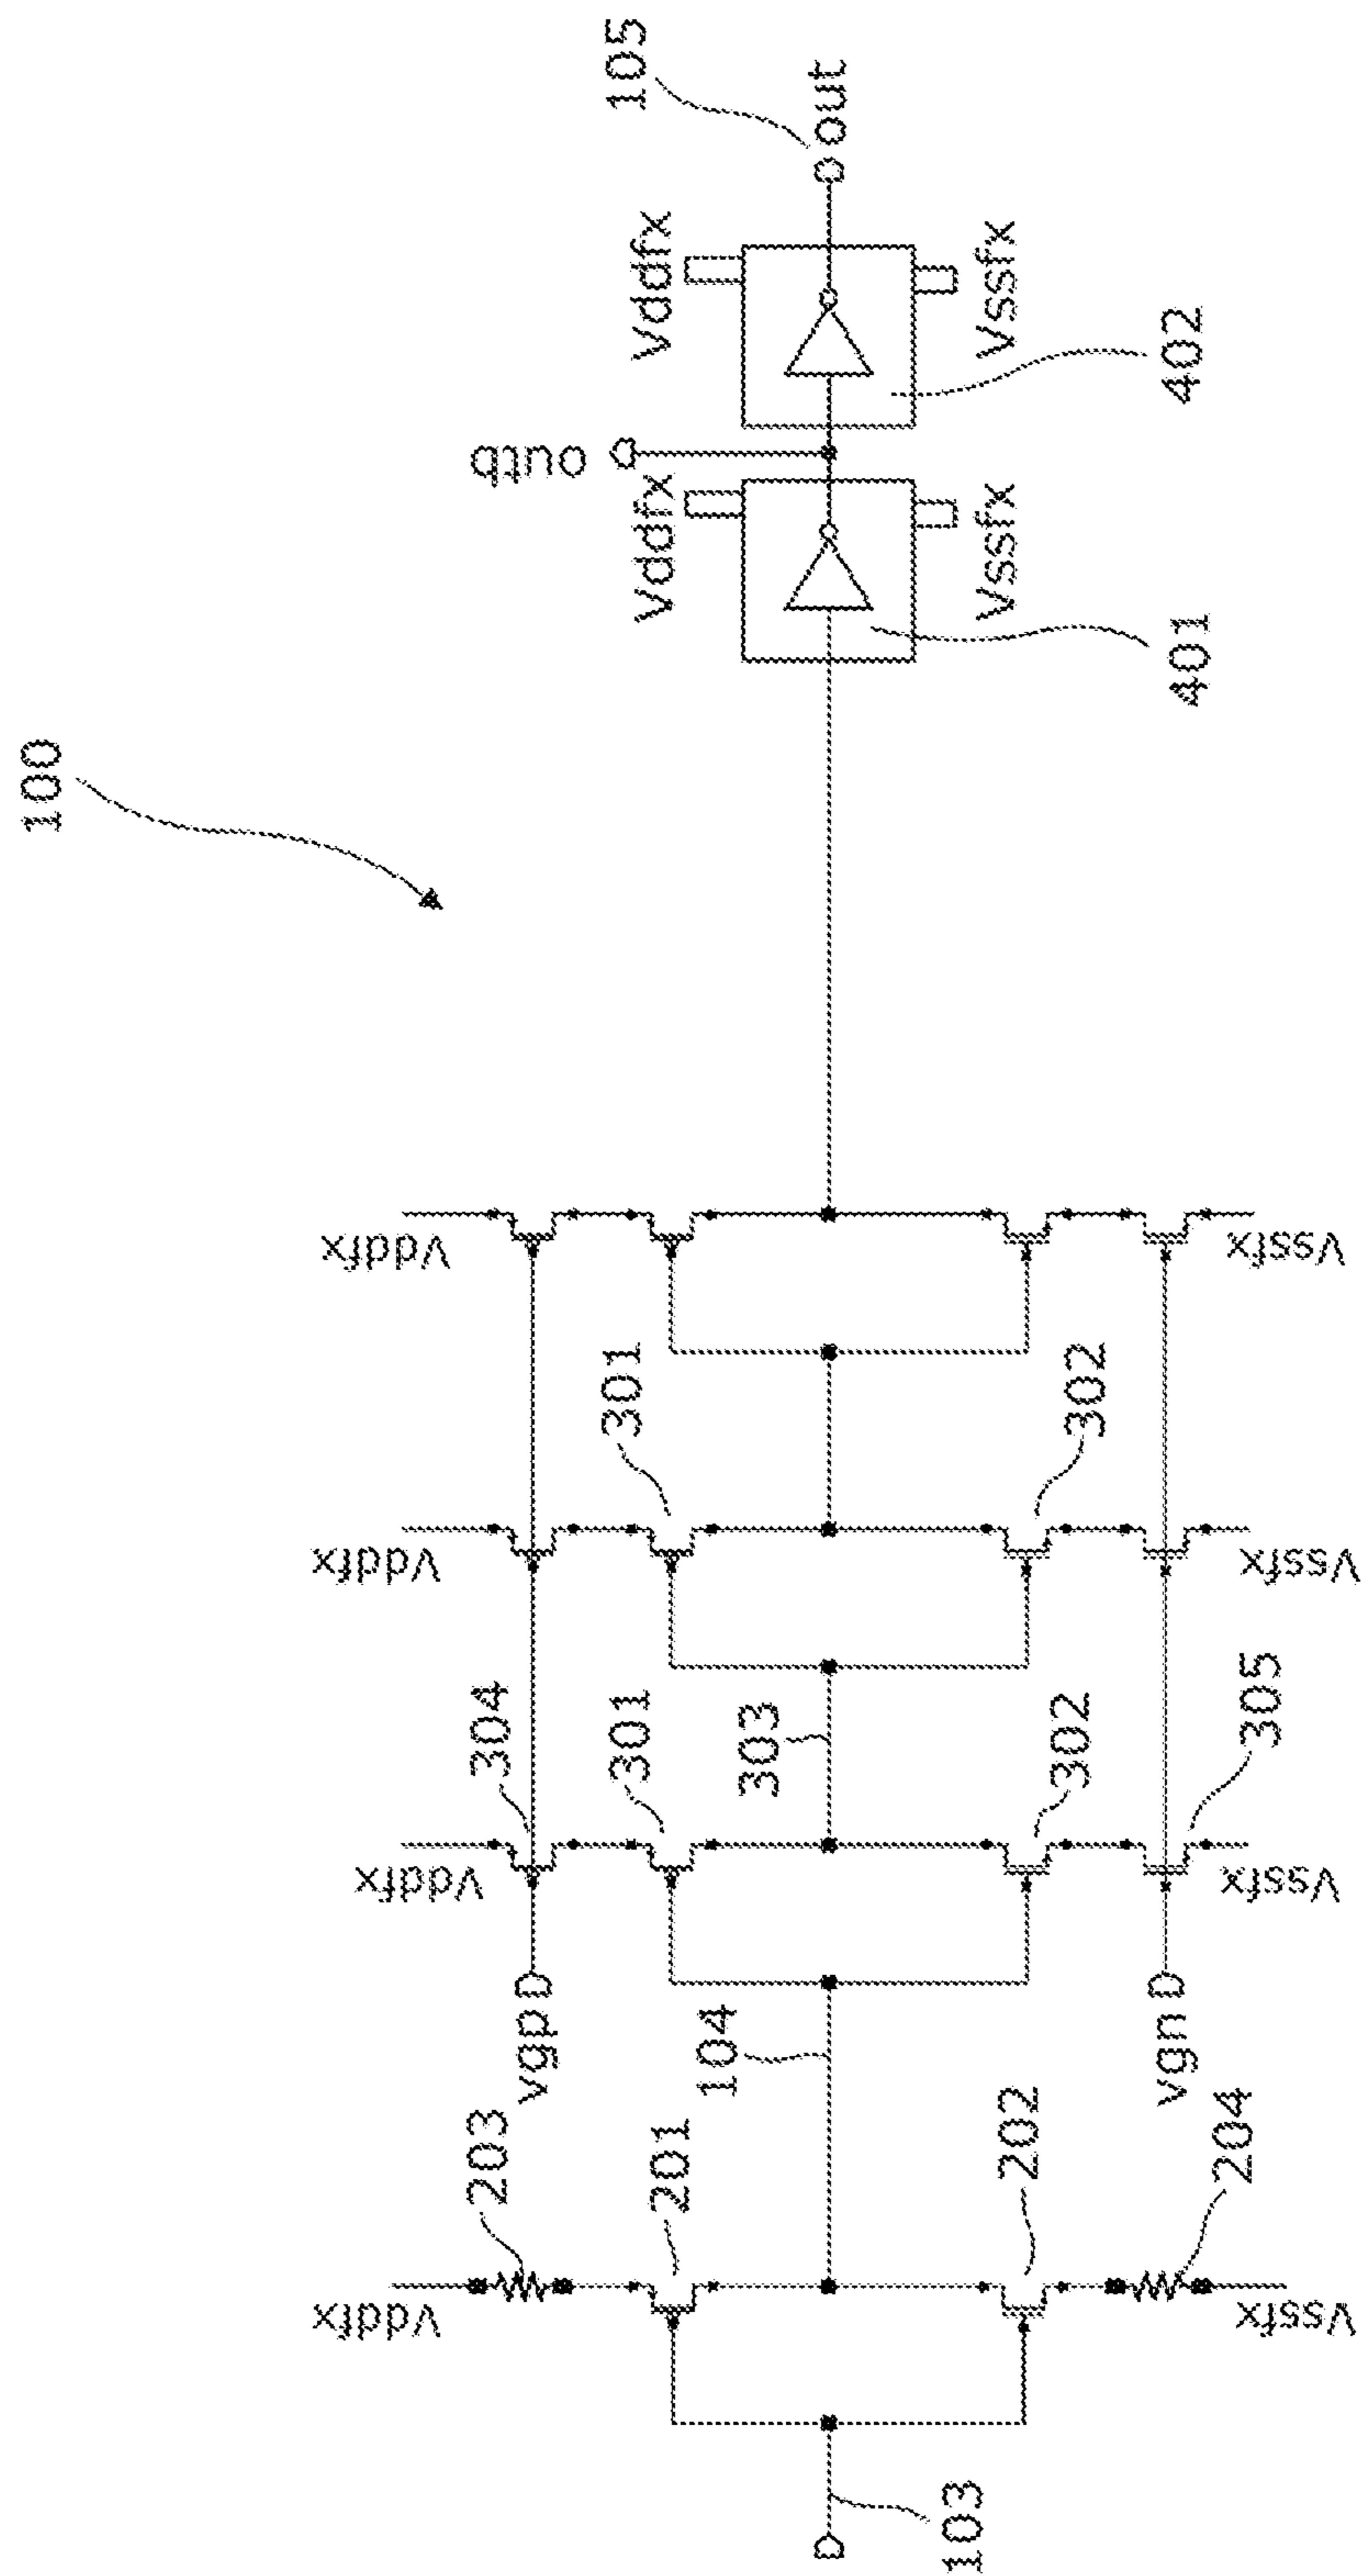 100
105
out
Vddfx
Vddfx
outb
Vssfx
Vssfx
402
401
Vddfx
Vddfx
Vddfx
Vddfx
301
304
301
303
302
302
305
Vssfx
Vssfx
Vssfx
Vssfx
vgp
vgn
104
203
201
202
204
103